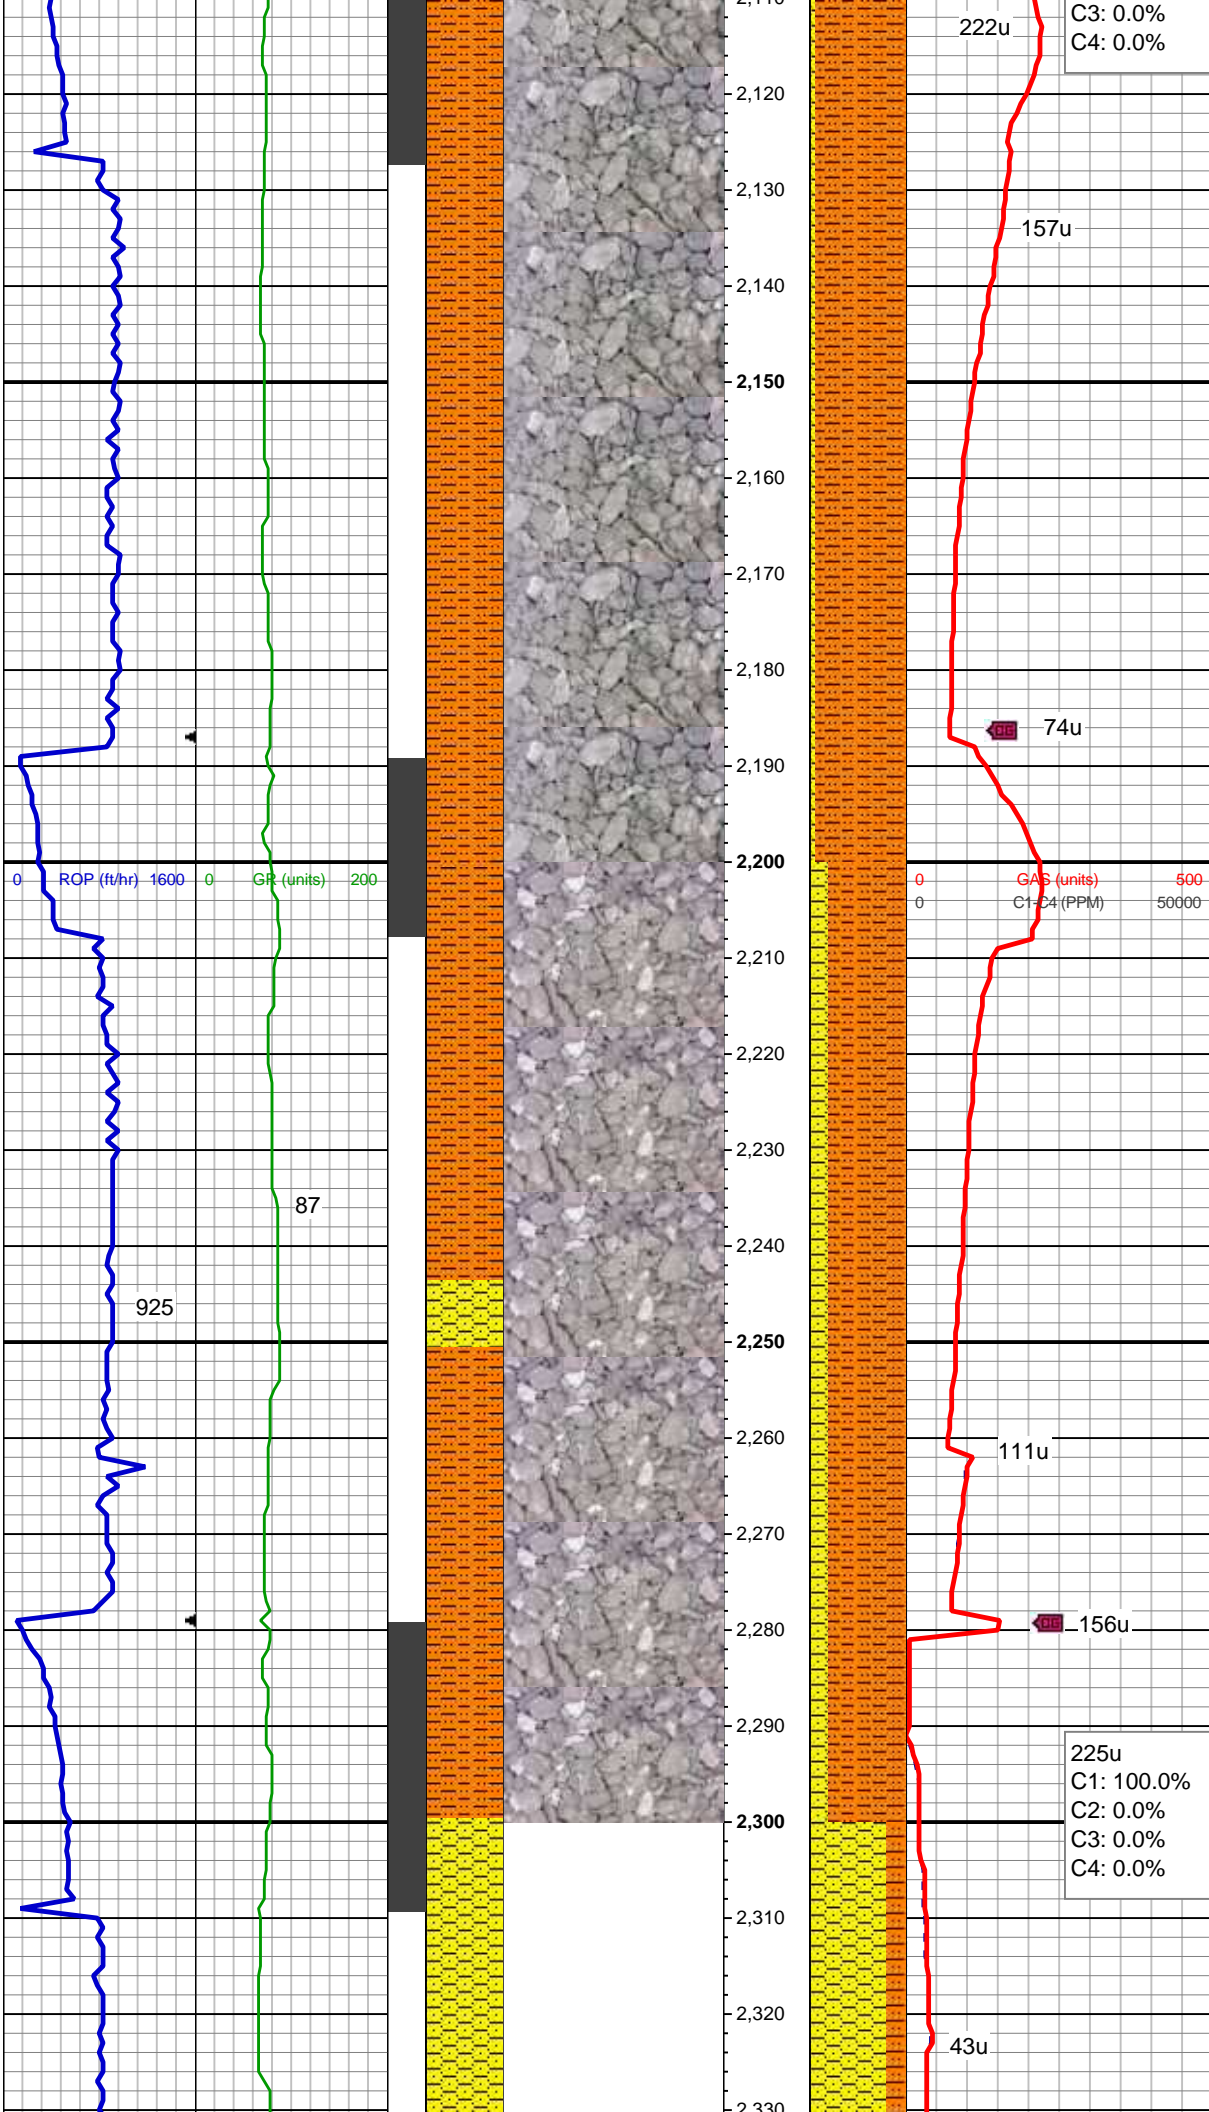 2,110
C3: 0.0%
222u
C4: 0.0%
2,120
2,130
157u
2,140
2,150
2,160
2,170
2,180
DG 74u
2,190
2,200
0 ROP (ft/hr) 1600 0 GR (units) 200 0 GAS (units) 500
0 C1-C4 (PPM) 50000
2,210
2,220
2,230
87
2,240
925
2,250
2,260
111u
2,270
2,280
DG 156u
2,290
225u
C1: 100.0%
C2: 0.0%
2,300
C3: 0.0%
C4: 0.0%
2,310
2,320
43u
2,330